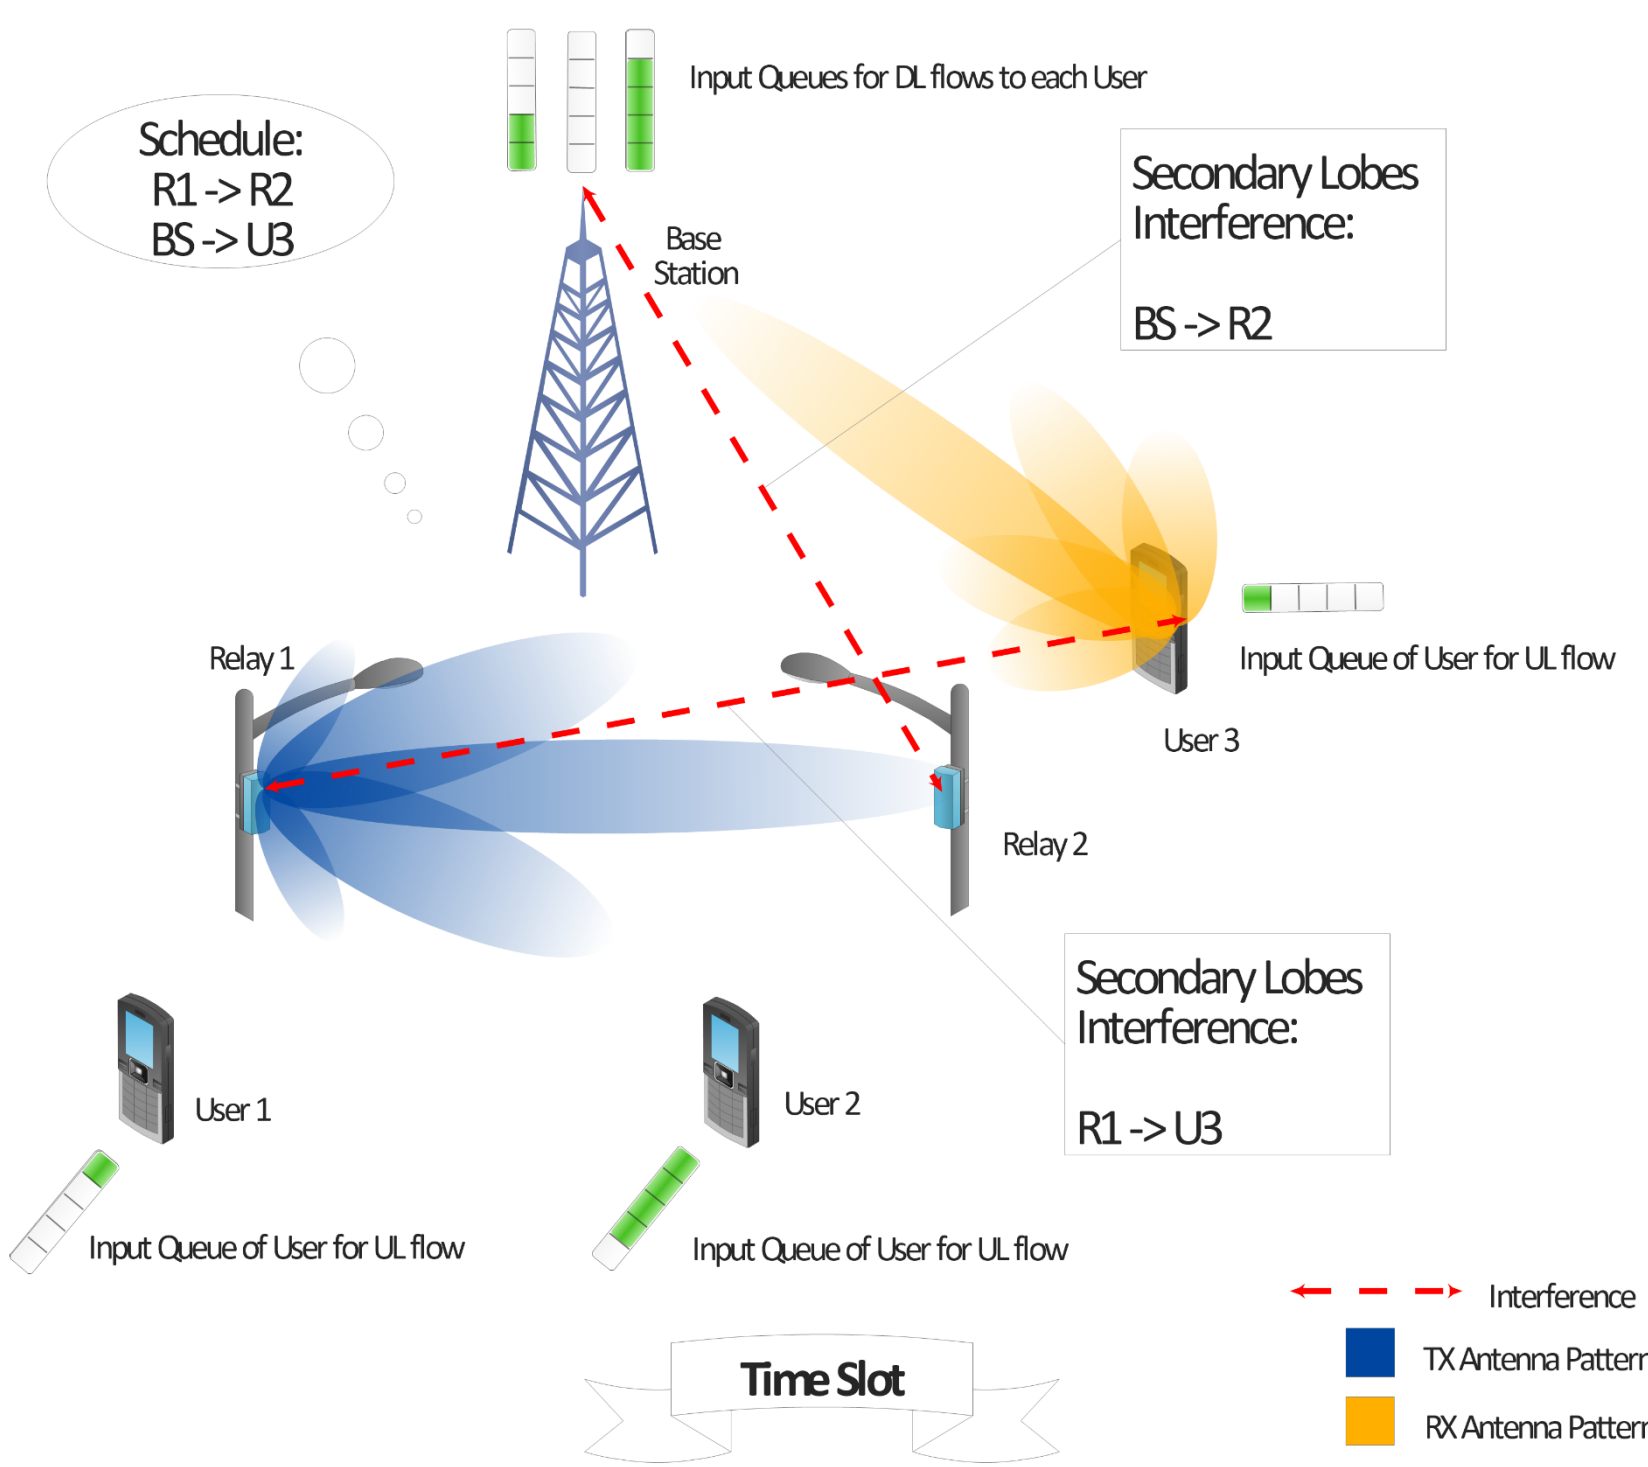 Input Queues for DL flows to each User
Schedule:
R1 -> R2
BS -> U3
Secondary Lobes
Interference:
BS -> R2
Base
Station
Relay 1
Input Queue of User for UL flow
User 3
Relay 2
Secondary Lobes
Interference:
R1 -> U3
User 1
User 2
Input Queue of User for UL flow
Input Queue of User for UL flow
Interference
TX Antenna Pattern
RX Antenna Pattern
Time Slot